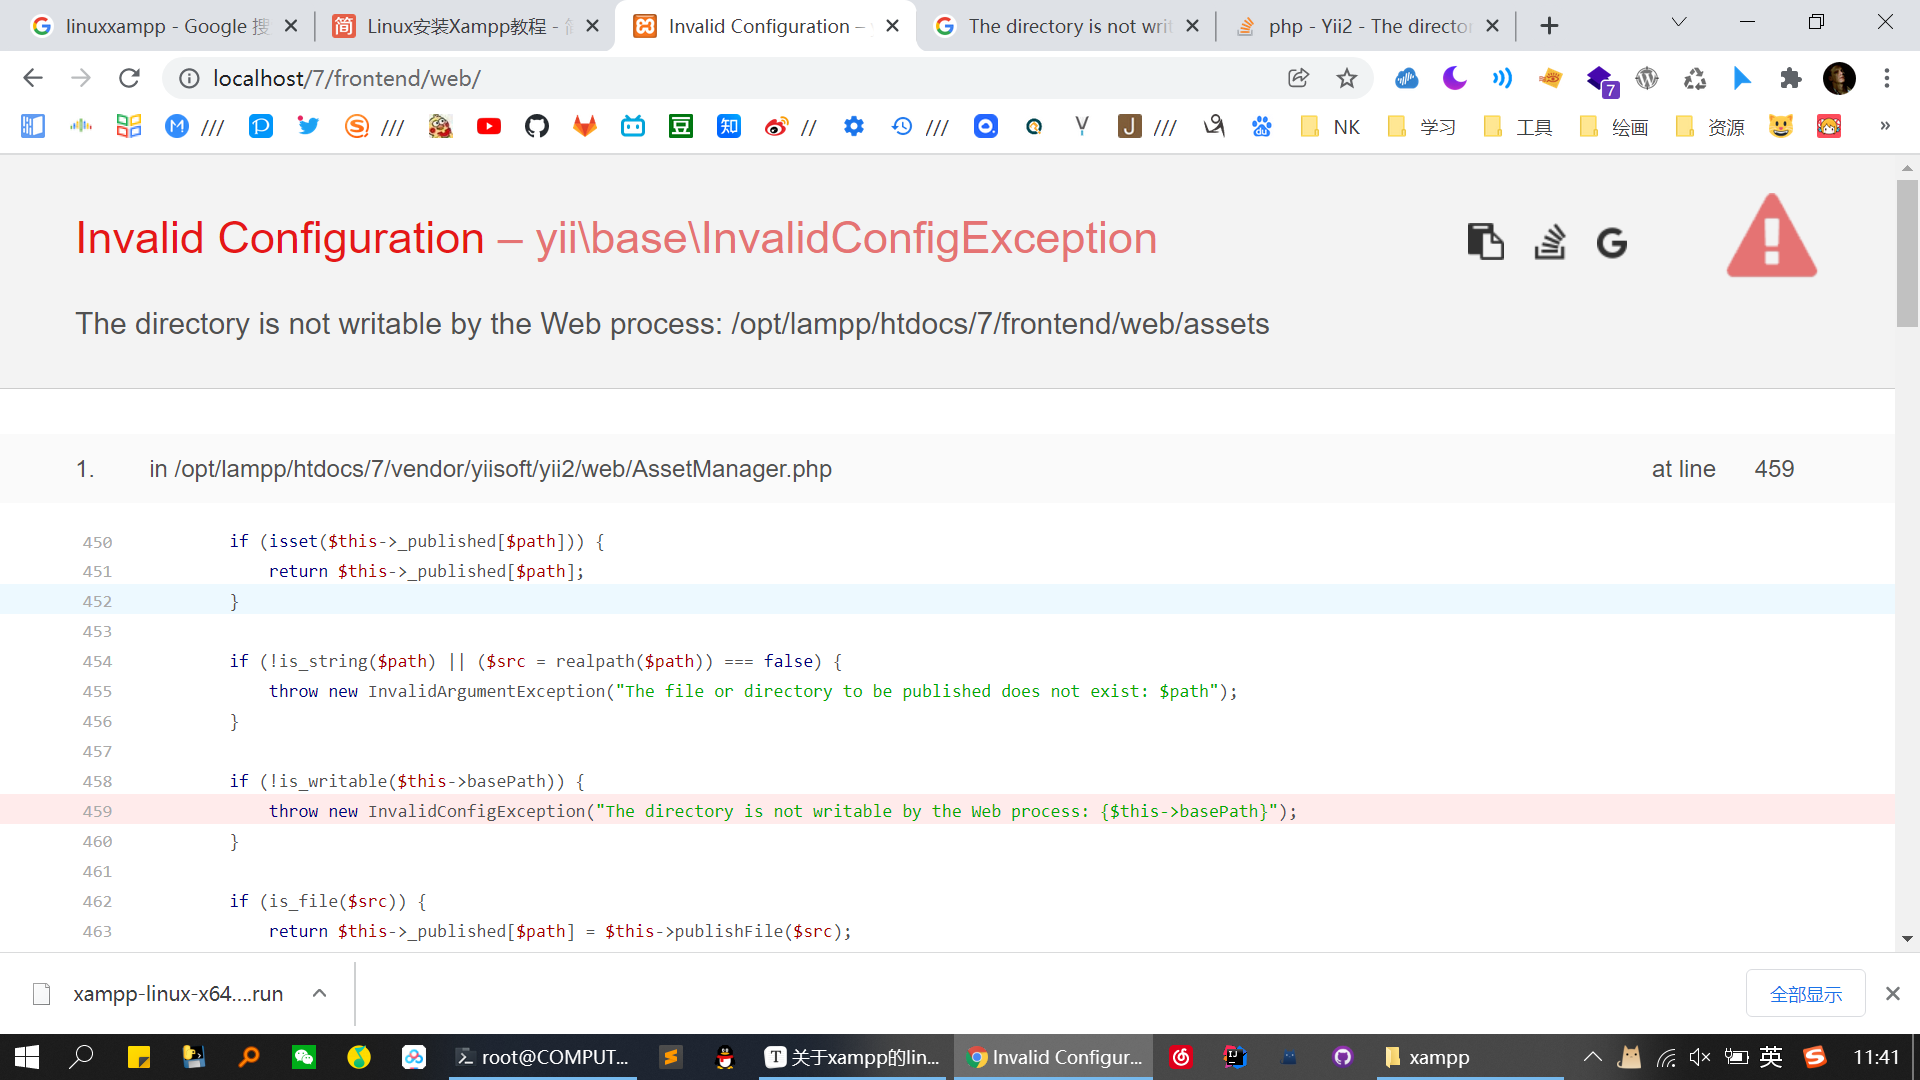 linuxxampp - Google 搜
Linux安装Xampp教程 -
Invalid Configuration –
The directory is not writ
php - Yii2 - The director
localhost/7/frontend/web/
7
///
///
知
豆
//
///
///
NK
学习
工具
绘画
资源
»
Invalid Configuration – yii\base\InvalidConfigException
The directory is not writable by the Web process: /opt/lampp/htdocs/7/frontend/web/assets
1. in /opt/lampp/htdocs/7/vendor/yiisoft/yii2/web/AssetManager.php at line 459
450 if (isset($this->_published[$path])) {
451 return $this->_published[$path];
452 }
453
454 if (!is_string($path) || ($src = realpath($path)) === false) {
455 throw new InvalidArgumentException("The file or directory to be published does not exist: $path");
456 }
457
458 if (!is_writable($this->basePath)) {
459 throw new InvalidConfigException("The directory is not writable by the Web process: {$this->basePath}");
460 }
461
462 if (is_file($src)) {
463 return $this->_published[$path] = $this->publishFile($src);
xampp-linux-x64....run
全部显示
root@COMPUT...
关于xampp的lin...
Invalid Configur...
xampp
英
11:41